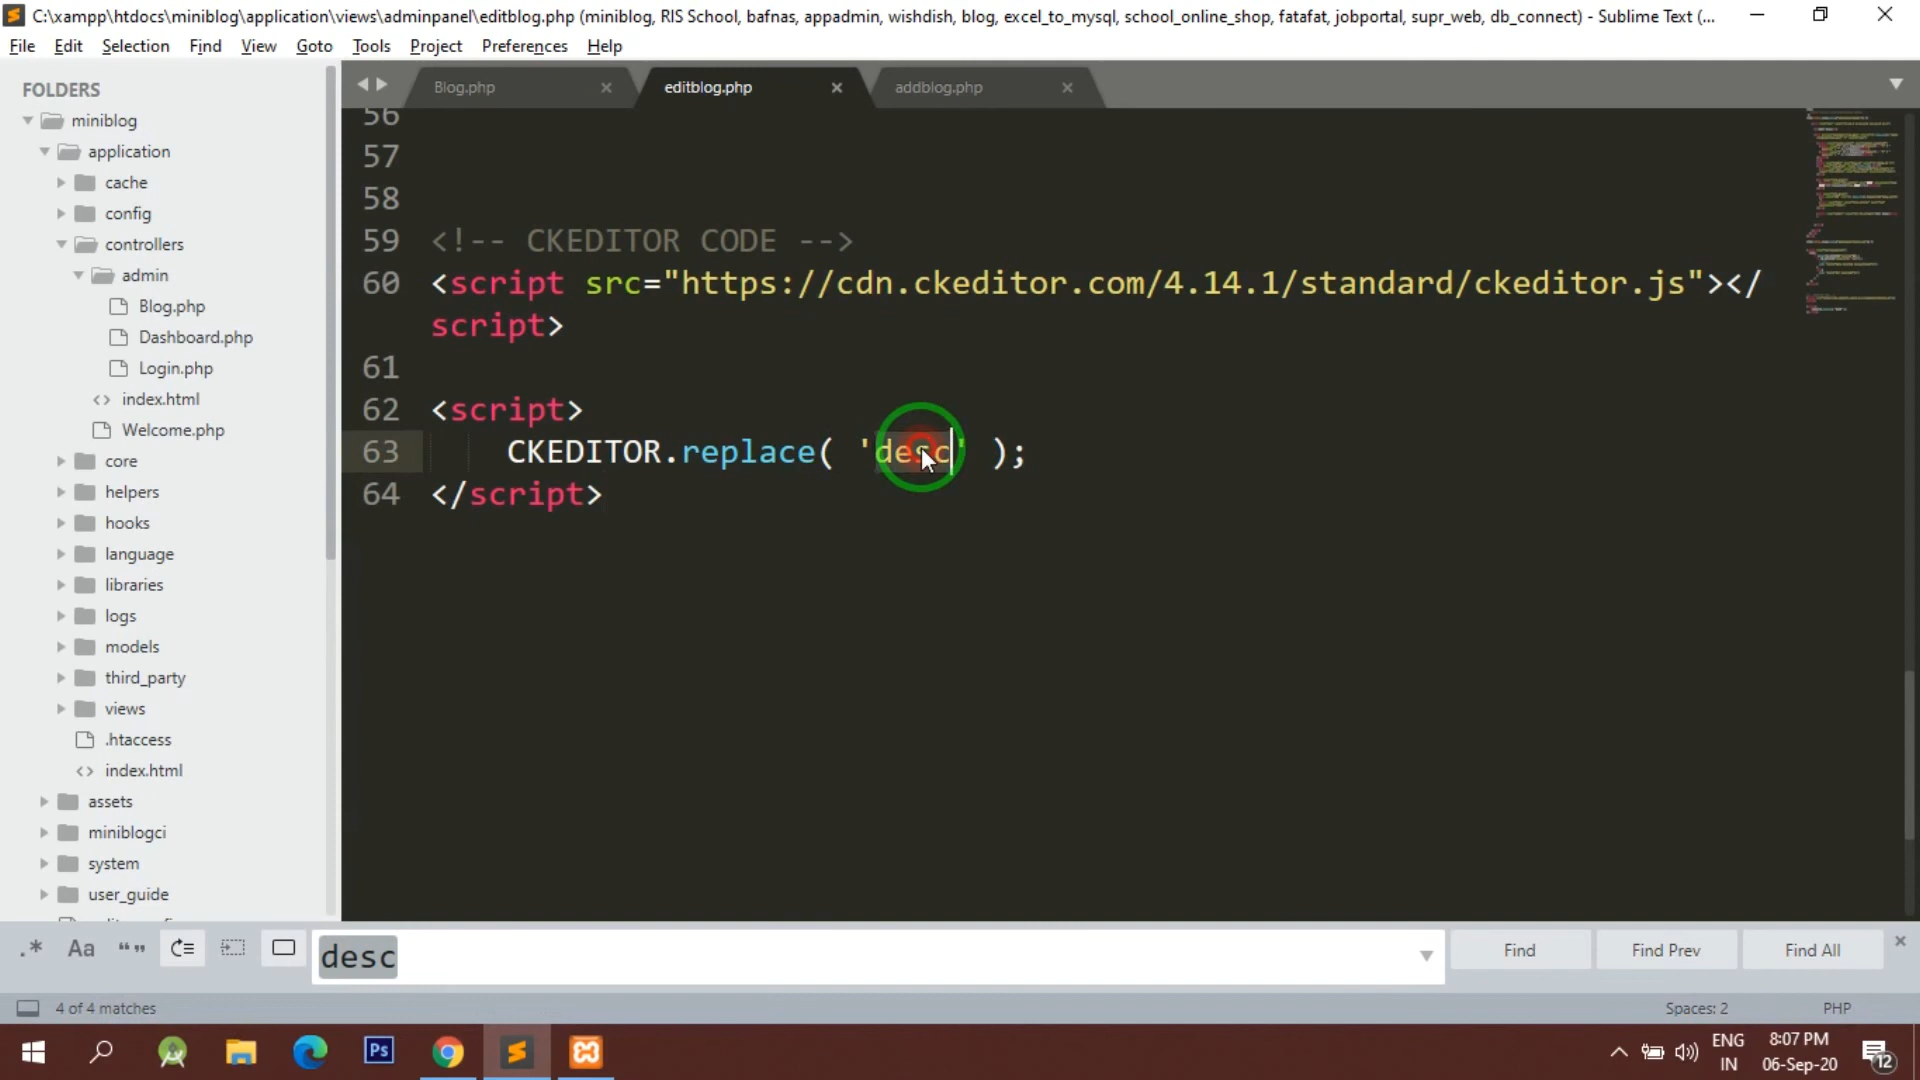 C:\xampp\htdocs\miniblog\application\views\adminpanel\editblog.php (miniblog, RIS School, bafnas, appadmin, wishdish, blog, excel_to_mysql, school_online_shop, fatafat, jobportal, supr_web, db_connect) - Sublime Text (...
File Edit Selection Find View Goto Tools Project Preferences Help
FOLDERS
miniblog
application
cache
config
controllers
admin
Blog.php
Dashboard.php
Login.php
index.html
Welcome.php
core
helpers
hooks
language
libraries
logs
models
third_party
views
.htaccess
index.html
assets
miniblogci
system
user_guide
Blog.php editblog.php addblog.php
56
57
58
59 <!-- CKEDITOR CODE -->
60 <script src="https://cdn.ckeditor.com/4.14.1/standard/ckeditor.js"></
script>
61
62 <script>
63 CKEDITOR.replace( 'desc' );
64 </script>
.* Aa “” desc Find Find Prev Find All
4 of 4 matches Spaces: 2 PHP
Ps ENG 8:07 PM
IN 06-Sep-20 12